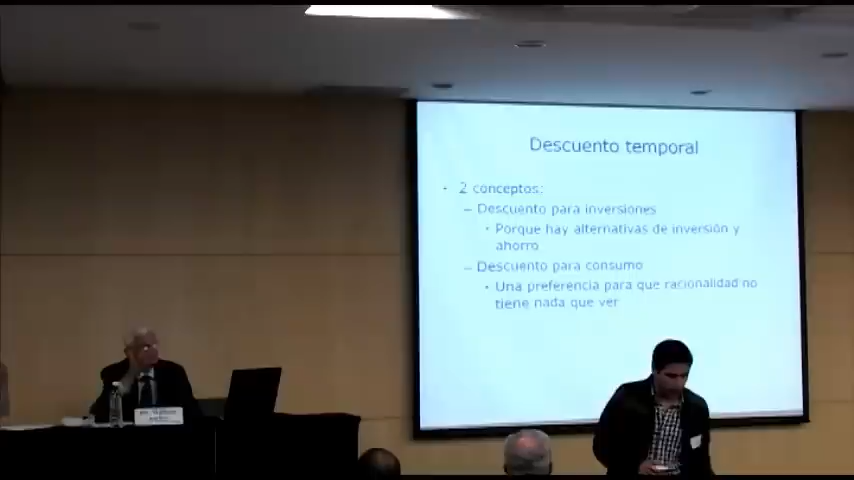 Descuento temporal
- 2 conceptos:
– Descuento para inversiones
· Porque hay alternativas de inversión y
ahorro
– Descuento para consumo
· Una preferencia para que racionalidad no
tiene nada que ver